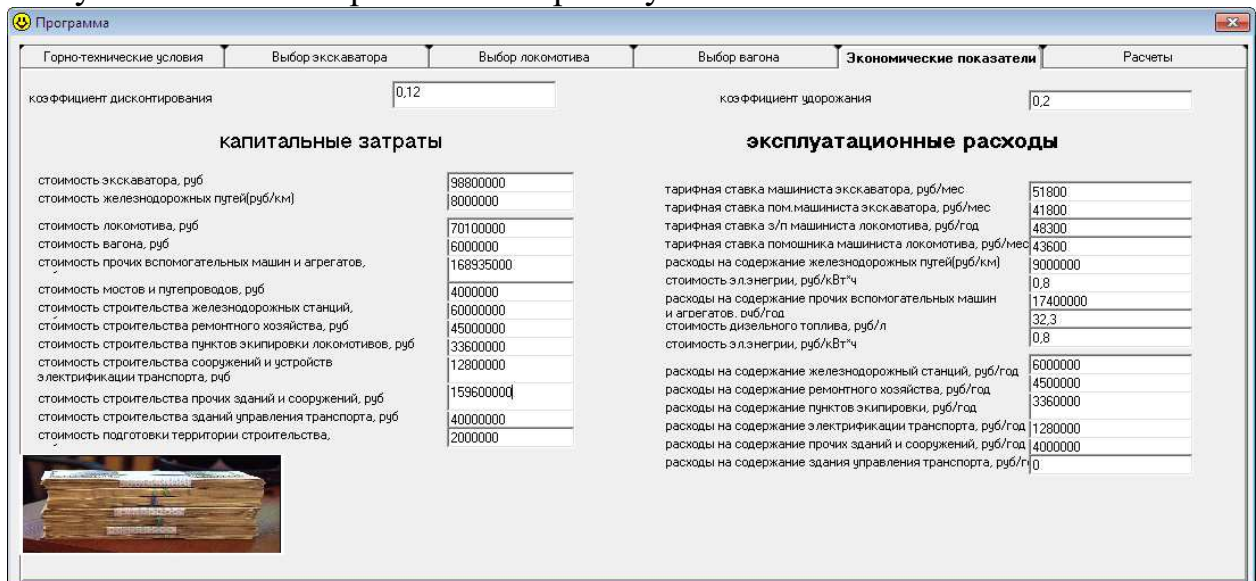 Программа
Горно-технические условия
Выбор экскаватора
Выбор локомотива
Выбор вагона
Экономические показатели
Расчеты
коэффициент дисконтирования
0,12
коэффициент удорожания
0,2
капитальные затраты
стоимость экскаватора, руб
98800000
стоимость железнодорожных путей(руб/км)
8000000
стоимость локомотива, руб
70100000
стоимость вагона, руб
6000000
стоимость прочих вспомогательных машин и агрегатов,
168935000
стоимость мостов и путепроводов, руб
4000000
стоимость строительства железнодорожных станций,
60000000
стоимость строительства ремонтного хозяйства, руб
45000000
стоимость строительства пунктов экипировки локомотивов, руб
33600000
стоимость строительства сооружений и устройств
электрификации транспорта, руб
12800000
стоимость строительства прочих зданий и сооружений, руб
159600000
стоимость строительства зданий управления транспорта, руб
40000000
стоимость подготовки территории строительства,
2000000
эксплуатационные расходы
тарифная ставка машиниста экскаватора, руб/мес
51800
тарифная ставка пом.машиниста экскаватора, руб/мес
41800
тарифная ставка з/п машиниста локомотива, руб/год
48300
тарифная ставка помошника машиниста локомотива, руб/мес
43600
расходы на содержание железнодорожных путей(руб/км)
9000000
стоимость эл.знегрии, руб/кВт*ч
0,8
расходы на содержание прочих вспомогательных машин
и агрегатов, руб/год
17400000
стоимость дизельного топлива, руб/л
32,3
стоимость эл.знегрии, руб/кВт*ч
0,8
расходы на содержание железнодорожный станций, руб/год
6000000
расходы на содержание ремонтного хозяйства, руб/год
4500000
расходы на содержание пунктов экипировки, руб/год
3360000
расходы на содержание электрификации транспорта, руб/год
1280000
расходы на содержание прочих зданий и сооружений, руб/год
4000000
расходы на содержание здания управления транспорта, руб/г
0